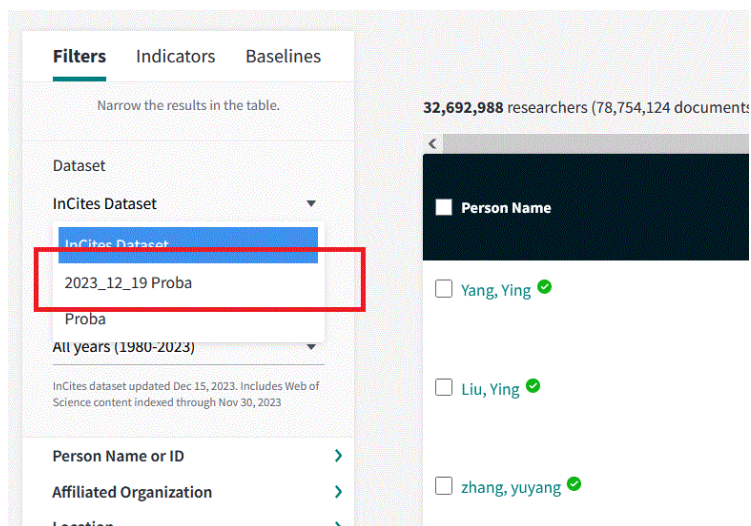 Filters Indicators Baselines
Narrow the results in the table.
Dataset
InCites Dataset
InCites Dataset
2023_12_19 Proba
Proba
All years (1980-2023)
InCites dataset updated Dec 15, 2023. Includes Web of
Science content indexed through Nov 30, 2023
Person Name or ID
Affiliated Organization
Location
32,692,988 researchers (78,754,124 documents
Person Name
Yang, Ying
Liu, Ying
zhang, yuyang